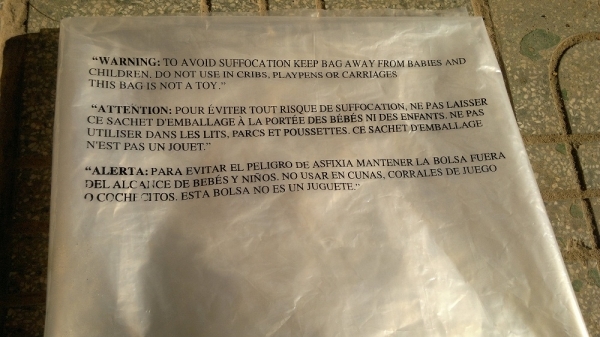 “WARNING: TO AVOID SUFFOCATION KEEP BAG AWAY FROM BABIES AND
CHILDREN, DO NOT USE IN CRIBS, PLAYPENS OR CARRIAGES
THIS BAG IS NOT A TOY.”
“ATTENTION: POUR ÉVITER TOUT RISQUE DE SUFFOCATION, NE PAS LAISSER
CE SACHET D'EMBALLAGE À LA PORTÉE DES BÉBÉS NI DES ENFANTS. NE PAS
UTILISER DANS LES LITS, PARCS ET POUSSETTES. CE SACHET D'EMBALLAGE
N'EST PAS UN JOUET.”
“ALERTA: PARA EVITAR EL PELIGRO DE ASFIXIA MANTENER LA BOLSA FUERA
DEL ALCANCE DE BEBÉS Y NIÑOS. NO USAR EN CUNAS, CORRALES DE JUEGO
O COCHECITOS. ESTA BOLSA NO ES UN JUGUETE.”